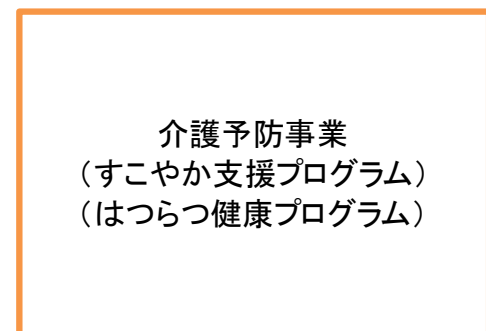 介護予防事業
（すこやか支援プログラム）
（はつらつ健康プログラム）